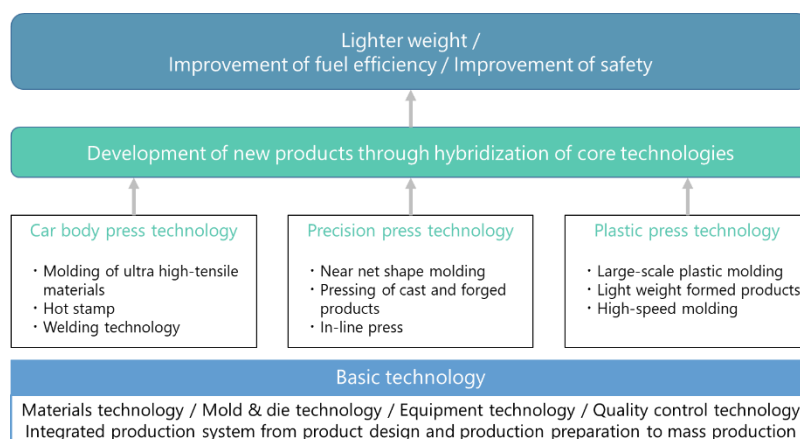 Lighter weight /
Improvement of fuel efficiency / Improvement of safety
Development of new products through hybridization of core technologies
Car body press technology
・Molding of ultra high-tensile
materials
・Hot stamp
・Welding technology
Precision press technology
・Near net shape molding
・Pressing of cast and forged
products
・In-line press
Plastic press technology
・Large-scale plastic molding
・Light weight formed products
・High-speed molding
Basic technology
Materials technology / Mold & die technology / Equipment technology / Quality control technology
Integrated production system from product design and production preparation to mass production